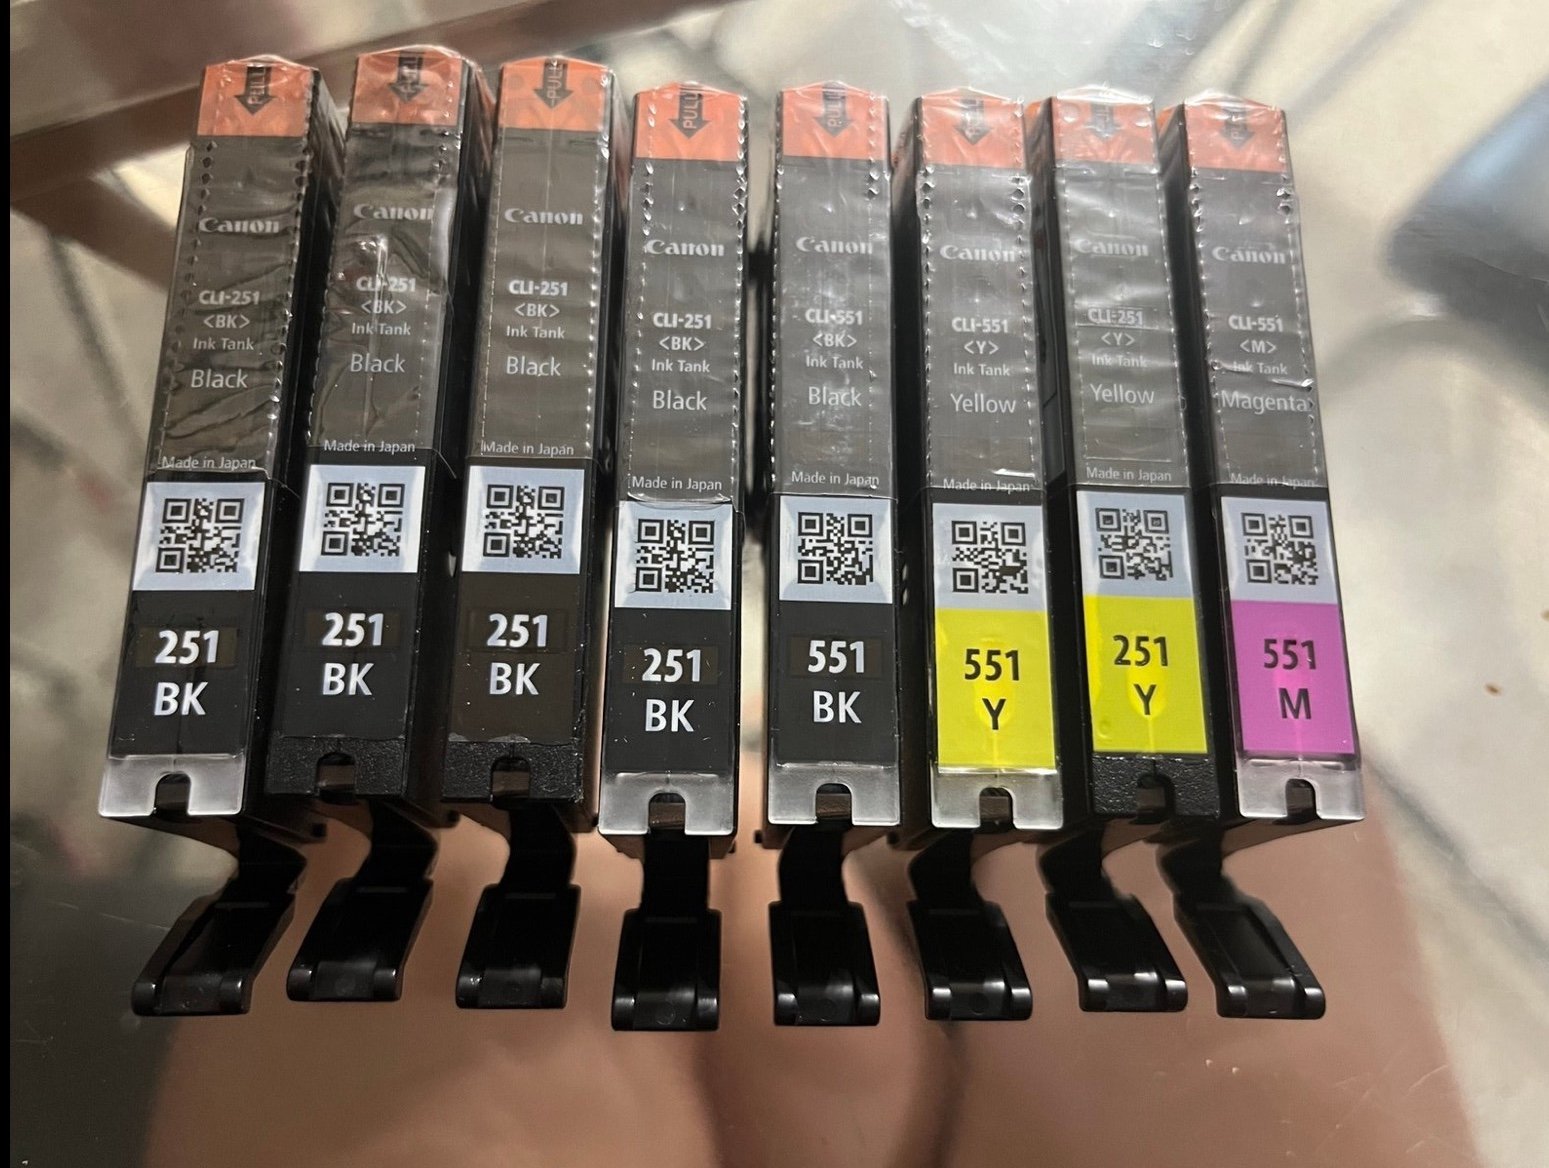 PULL
Canon
CLI-251
<BK>
Ink Tank
Black
Made in Japan
251
BK
PULL
Canon
CLI-251
<BK>
Ink Tank
Black
Made in Japan
251
BK
PULL
Canon
CLI-251
<BK>
Ink Tank
Black
Made in Japan
251
BK
PULL
Canon
CLI-251
<BK>
Ink Tank
Black
Made in Japan
251
BK
PULL
Canon
CLI-551
<BK>
Ink Tank
Black
Made in Japan
551
BK
PULL
Canon
CLI-551
<Y>
Ink Tank
Yellow
Made in Japan
551
Y
Canon
CLI-251
<Y>
Ink Tank
Yellow
Made in Japan
251
Y
Canon
CLI-551
<M>
Ink Tank
Magenta
Made in Japan
551
M